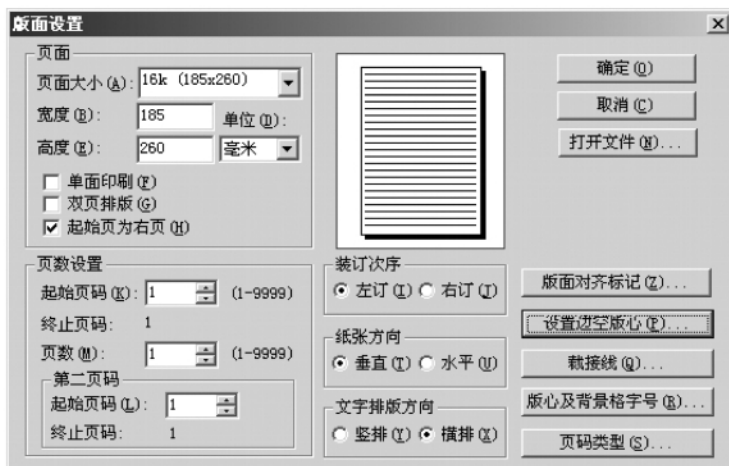 版面设置
页面
页面大小(A): 16k (185x260)
宽度(B): 185 单位(D):
高度(E): 260 毫米
单面印刷(F)
双页排版(G)
起始页为右页(H)
确定(O)
取消(C)
打开文件(N)...
页数设置
起始页码(K): 1 (1-9999)
终止页码: 1
页数(M): 1 (1-9999)
第二页码
起始页码(L): 1
终止页码: 1
装订次序
左订(I) 右订(J)
纸张方向
垂直(T) 水平(U)
文字排版方向
竖排(Y) 横排(X)
版面对齐标记(Z)...
设置边空版心(P)...
裁接线(Q)...
版心及背景格字号(R)...
页码类型(S)...